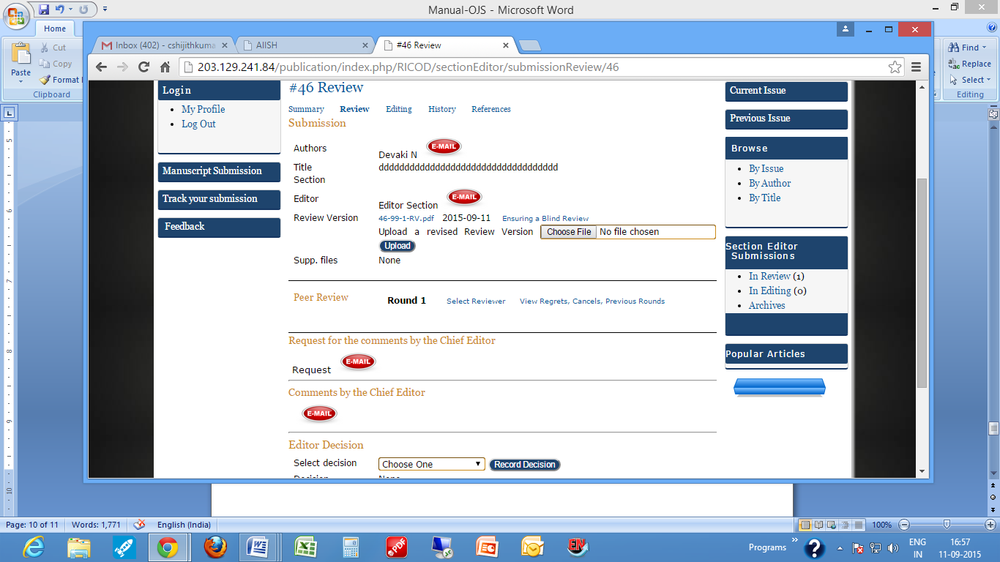 Manual-OJS - Microsoft Word
Home
Cut
Copy
Format
Paste
Clipboard
Find
Replace
Select
Editing
Inbox (402) - cshijithkuma
AIISH
#46 Review
203.129.241.84/publication/index.php/RICOD/sectionEditor/submissionReview/46
Login
My Profile
Log Out
Manuscript Submission
Track your submission
Feedback
#46 Review
Summary Review Editing History References
Submission
Authors
Devaki N E-MAIL
Title dddddddddddddddddddddddddddddddddd
Section
Editor
Editor Section E-MAIL
Review Version 46-99-1-RV.pdf 2015-09-11 Ensuring a Blind Review
Upload a revised Review Version Choose File No file chosen
Upload
Supp. files None
Peer Review Round 1 Select Reviewer View Regrets, Cancels, Previous Rounds
Request for the comments by the Chief Editor
Request E-MAIL
Comments by the Chief Editor
E-MAIL
Editor Decision
Select decision Choose One Record Decision
Current Issue
Previous Issue
Browse
By Issue
By Author
By Title
Section Editor
Submissions
In Review (1)
In Editing (0)
Archives
Popular Articles
Page: 10 of 11 Words: 1,771 English (India) 100%
Programs
ENG
IN
16:57
11-09-2015